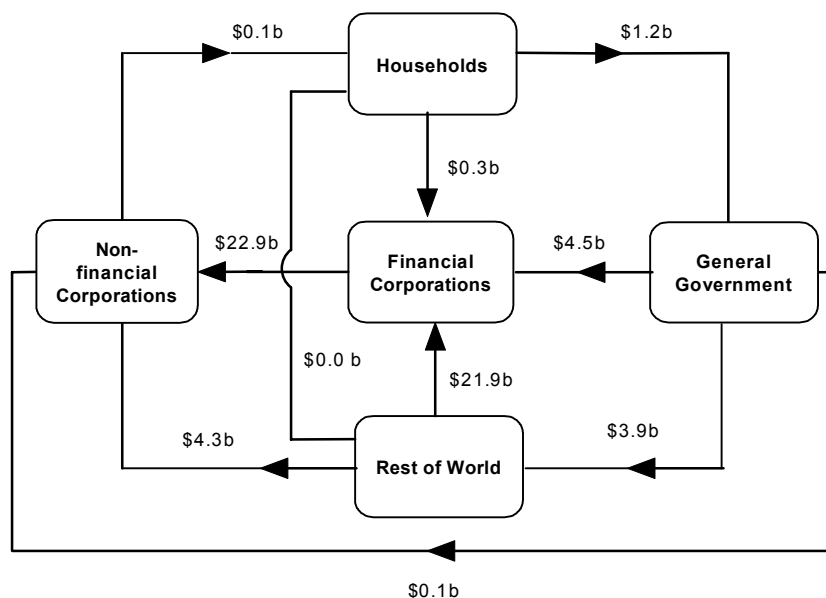 $0.1b
Households
$1.2b
$0.3b
Non-
financial
Corporations
$22.9b
Financial
Corporations
$4.5b
General
Government
$0.0 b
$21.9b
$4.3b
Rest of World
$3.9b
$0.1b